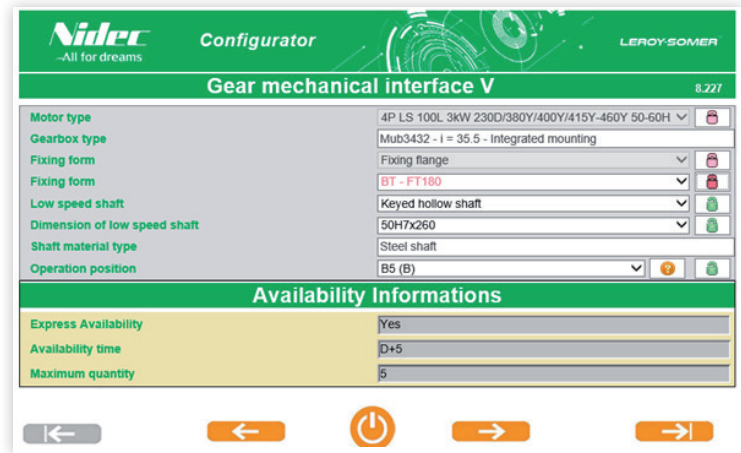 Nidec
All for dreams
Configurator
LEROY-SOMER
Gear mechanical interface V
8.227
Motor type 4P LS 100L 3kW 230D/380Y/400Y/415Y-460Y 50-60H
Gearbox type Mub3432 - i = 35.5 - Integrated mounting
Fixing form Fixing flange
Fixing form BT - FT180
Low speed shaft Keyed hollow shaft
Dimension of low speed shaft 50H7x260
Shaft material type Steel shaft
Operation position B5 (B) ?
Availability Informations
Express Availability Yes
Availability time D+5
Maximum quantity 5